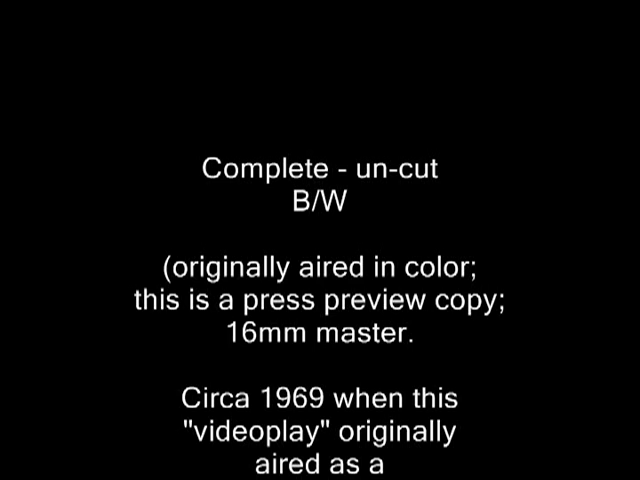 Complete - un-cut
B/W
(originally aired in color;
this is a press preview copy;
16mm master.
Circa 1969 when this
"videoplay" originally
aired as a